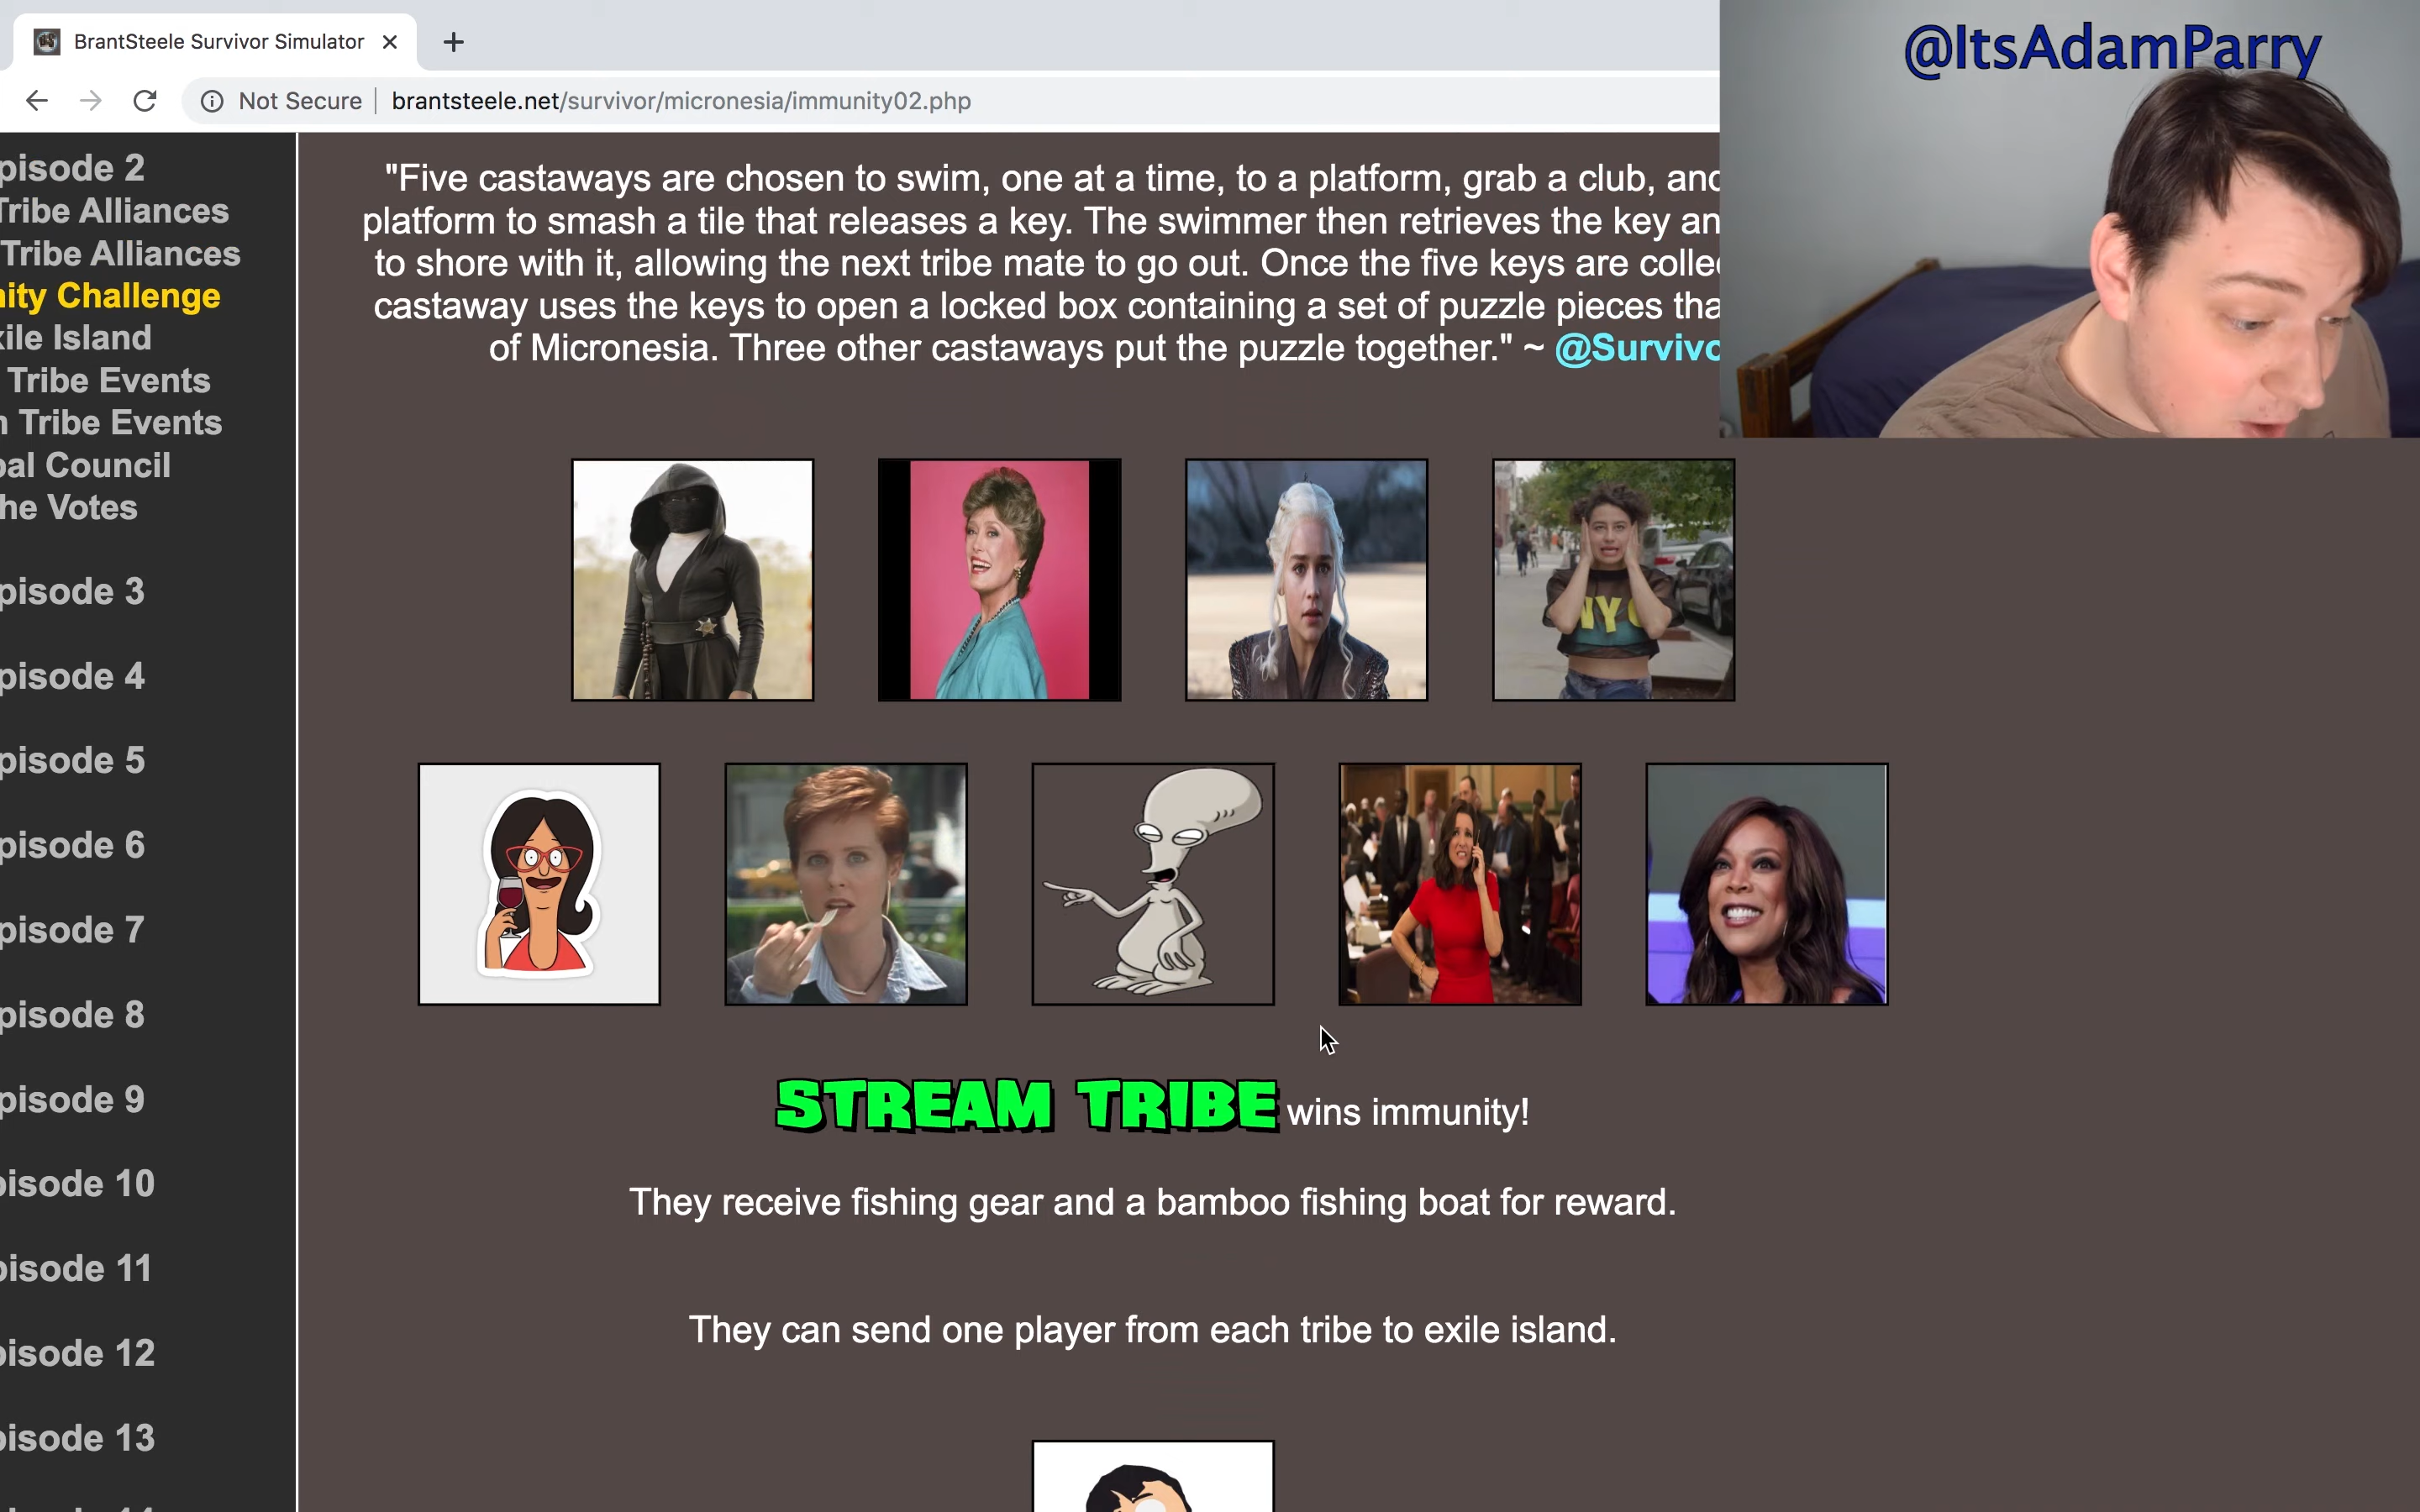 BrantSteele Survivor Simulator
@ItsAdamParry
Not Secure
brantsteele.net/survivor/micronesia/immunity02.php
pisode 2
Tribe Alliances
Tribe Alliances
nity Challenge
xile Island
Tribe Events
n Tribe Events
bal Council
he Votes
pisode 3
pisode 4
pisode 5
pisode 6
pisode 7
pisode 8
pisode 9
pisode 10
pisode 11
pisode 12
pisode 13
"Five castaways are chosen to swim, one at a time, to a platform, grab a club, and
platform to smash a tile that releases a key. The swimmer then retrieves the key an
to shore with it, allowing the next tribe mate to go out. Once the five keys are colle
castaway uses the keys to open a locked box containing a set of puzzle pieces tha
of Micronesia. Three other castaways put the puzzle together." ~ @Survivo
NYC
STREAM TRIBE wins immunity!
They receive fishing gear and a bamboo fishing boat for reward.
They can send one player from each tribe to exile island.